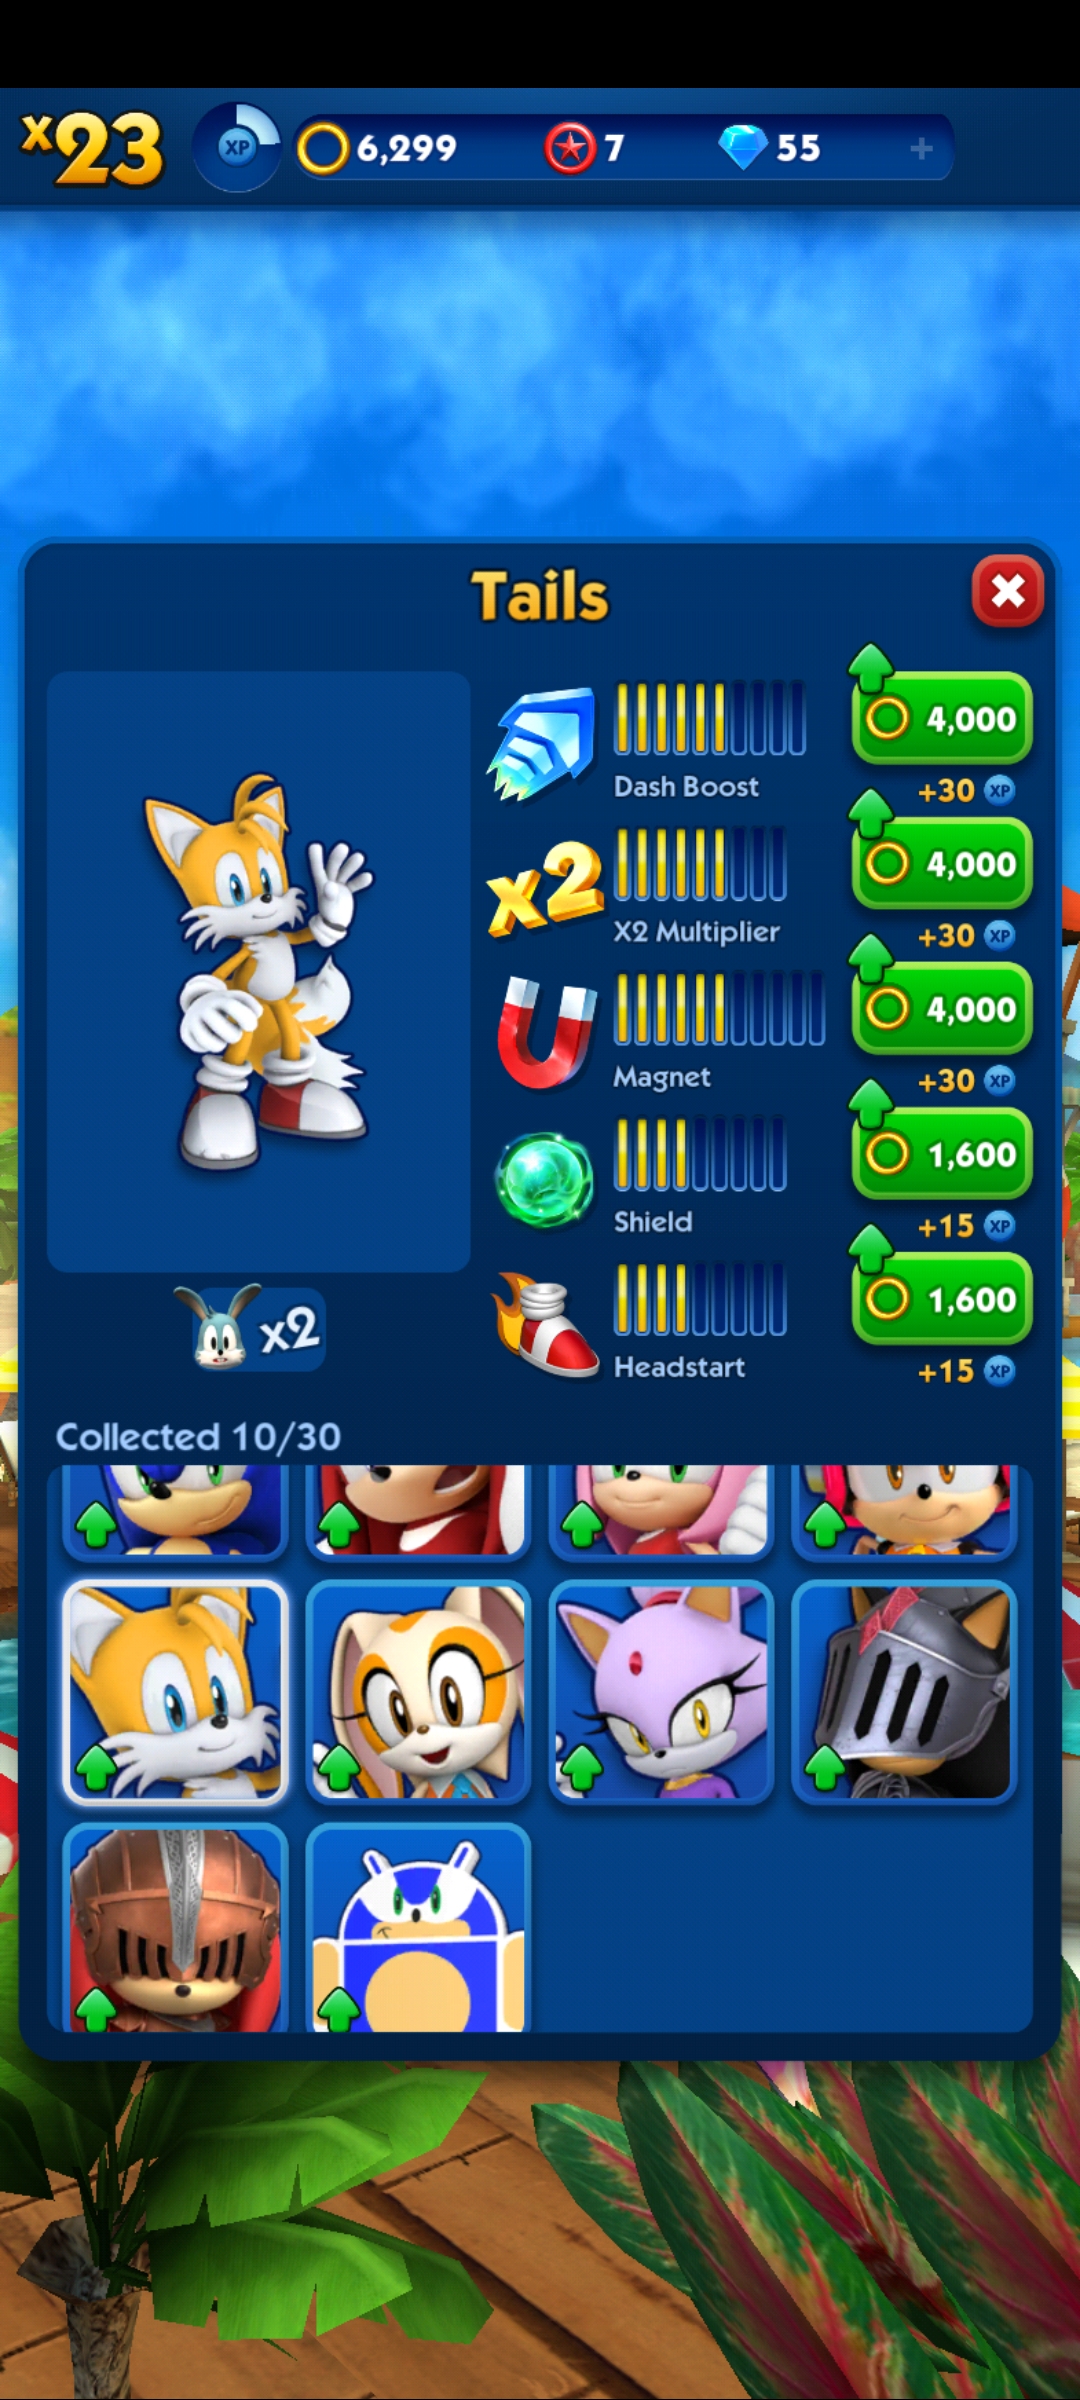 x23 XP 6,299 7 55 +
Tails
4,000
Dash Boost
+30 XP
x2
4,000
X2 Multiplier
+30 XP
4,000
Magnet
+30 XP
1,600
Shield
+15 XP
x2
1,600
Headstart
+15 XP
Collected 10/30